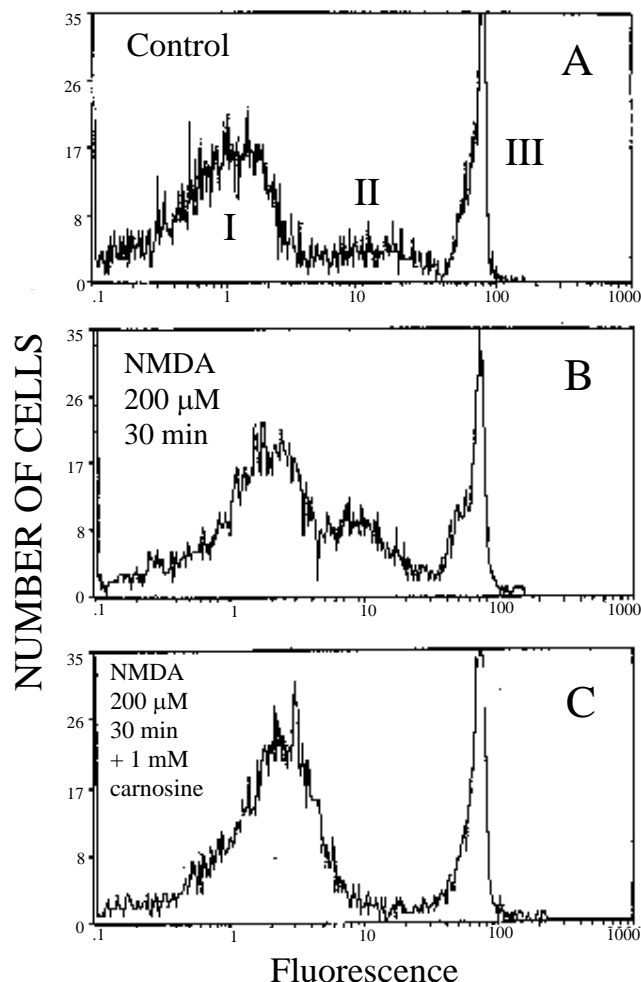 35
Control
A
26
III
17
II
I
8
0
.1 1 10 100 1000
35
NMDA
B
200 μM
26
30 min
17
8
0
.1 1 10 100 1000
NUMBER OF CELLS
35
NMDA
C
200 μM
26
30 min
+ 1 mM
carnosine
17
8
0
.1 1 10 100 1000
Fluorescence